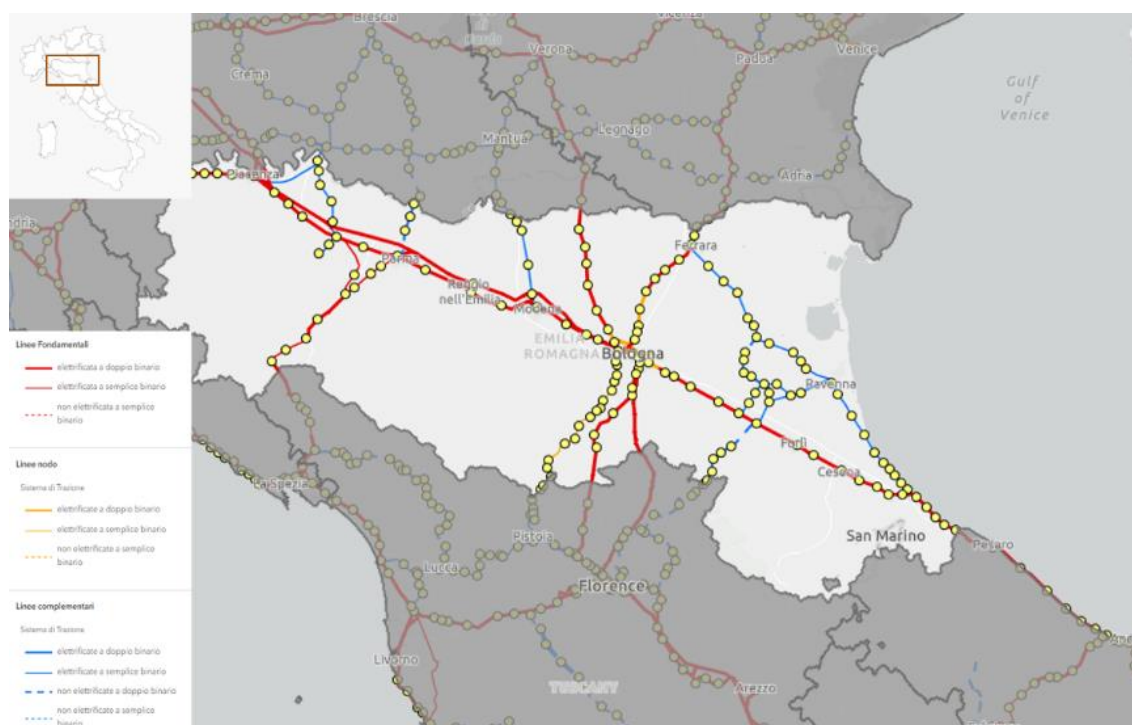 Brescia
Vicenza
Venice
Verona
Padua
Crema
Gulf
of
Venice
Mantua
Legnago
Adria
Piacenza
Ferrara
Parma
Reggio
nell'Emilia
Modena
EMILIA
ROMAGNA
Bologna
Ravenna
Forlì
Cesena
San Marino
Pesaro
La Spezia
Pistoia
Lucca
Florence
Livorno
TUSCANY
Arezzo
Linee Fondamentali
elettrificata a doppio binario
elettrificata a semplice binario
non elettrificata a semplice
binario
Linee nodo
Sistema di Trazione
elettrificate a doppio binario
elettrificate a semplice binario
non elettrificate a semplice
binario
Linee complementari
Sistema di Trazione
elettrificate a doppio binario
elettrificate a semplice binario
non elettrificate a doppio binario
non elettrificate a semplice
binario